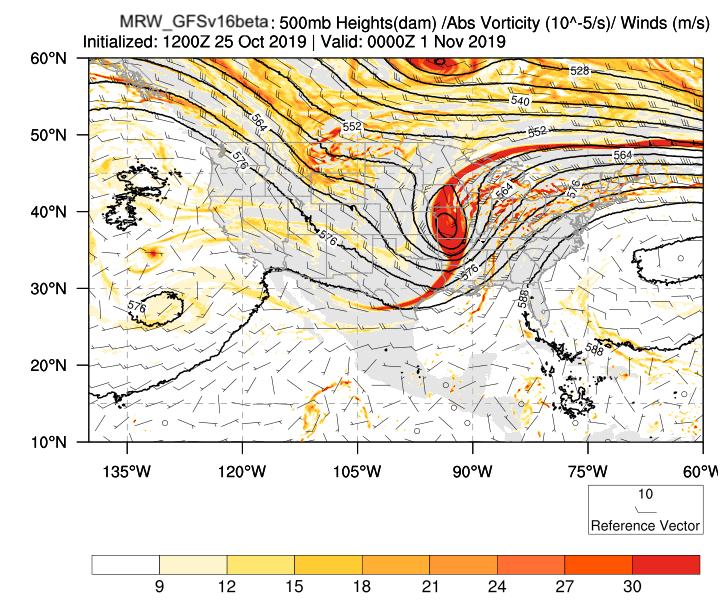 MRW_GFSv16beta: 500mb Heights(dam) /Abs Vorticity (10^-5/s)/ Winds (m/s)
Initialized: 1200Z 25 Oct 2019 | Valid: 0000Z 1 Nov 2019
60°N
528
540
552
552
564
50°N
564
576
564
576
40°N
576
576
30°N
576
588
588
20°N
10°N
135°W 120°W 105°W 90°W 75°W 60°W
10
Reference Vector
9 12 15 18 21 24 27 30